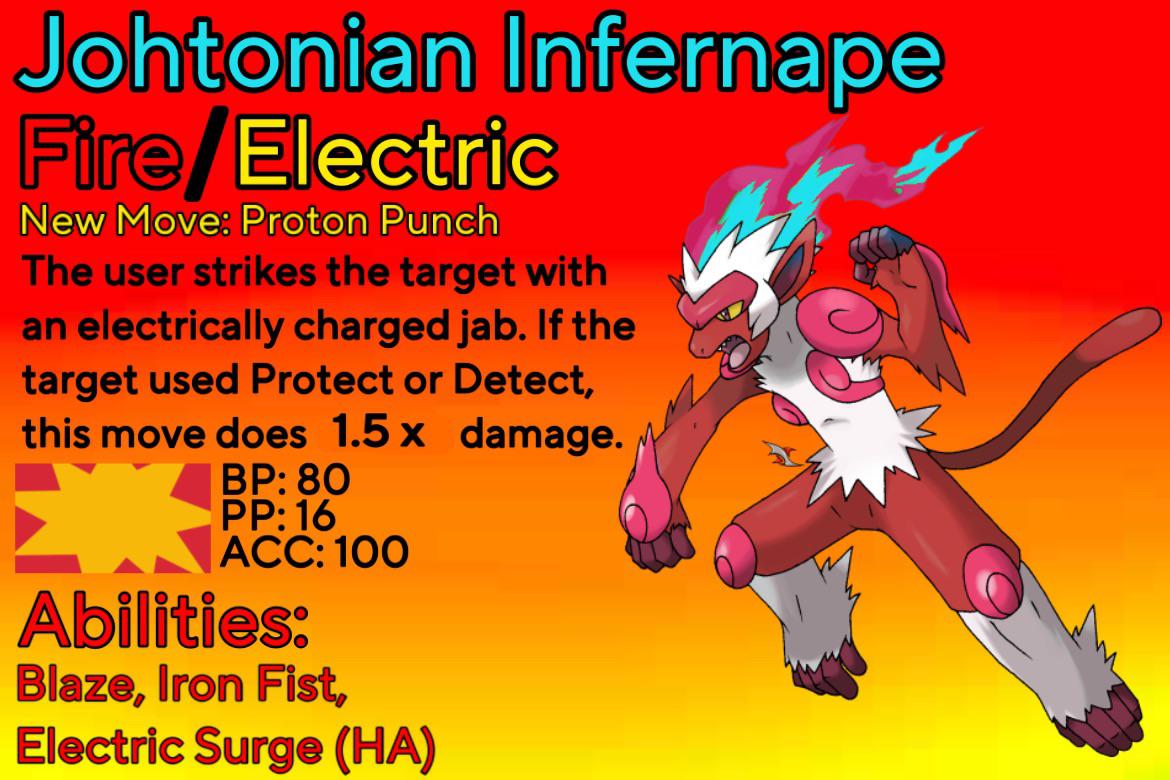 Johtonian Infernape
Fire/Electric
New Move: Proton Punch
The user strikes the target with
an electrically charged jab. If the
target used Protect or Detect,
this move does 1.5 x damage.
BP: 80
PP: 16
ACC: 100
Abilities:
Blaze, Iron Fist,
Electric Surge (HA)